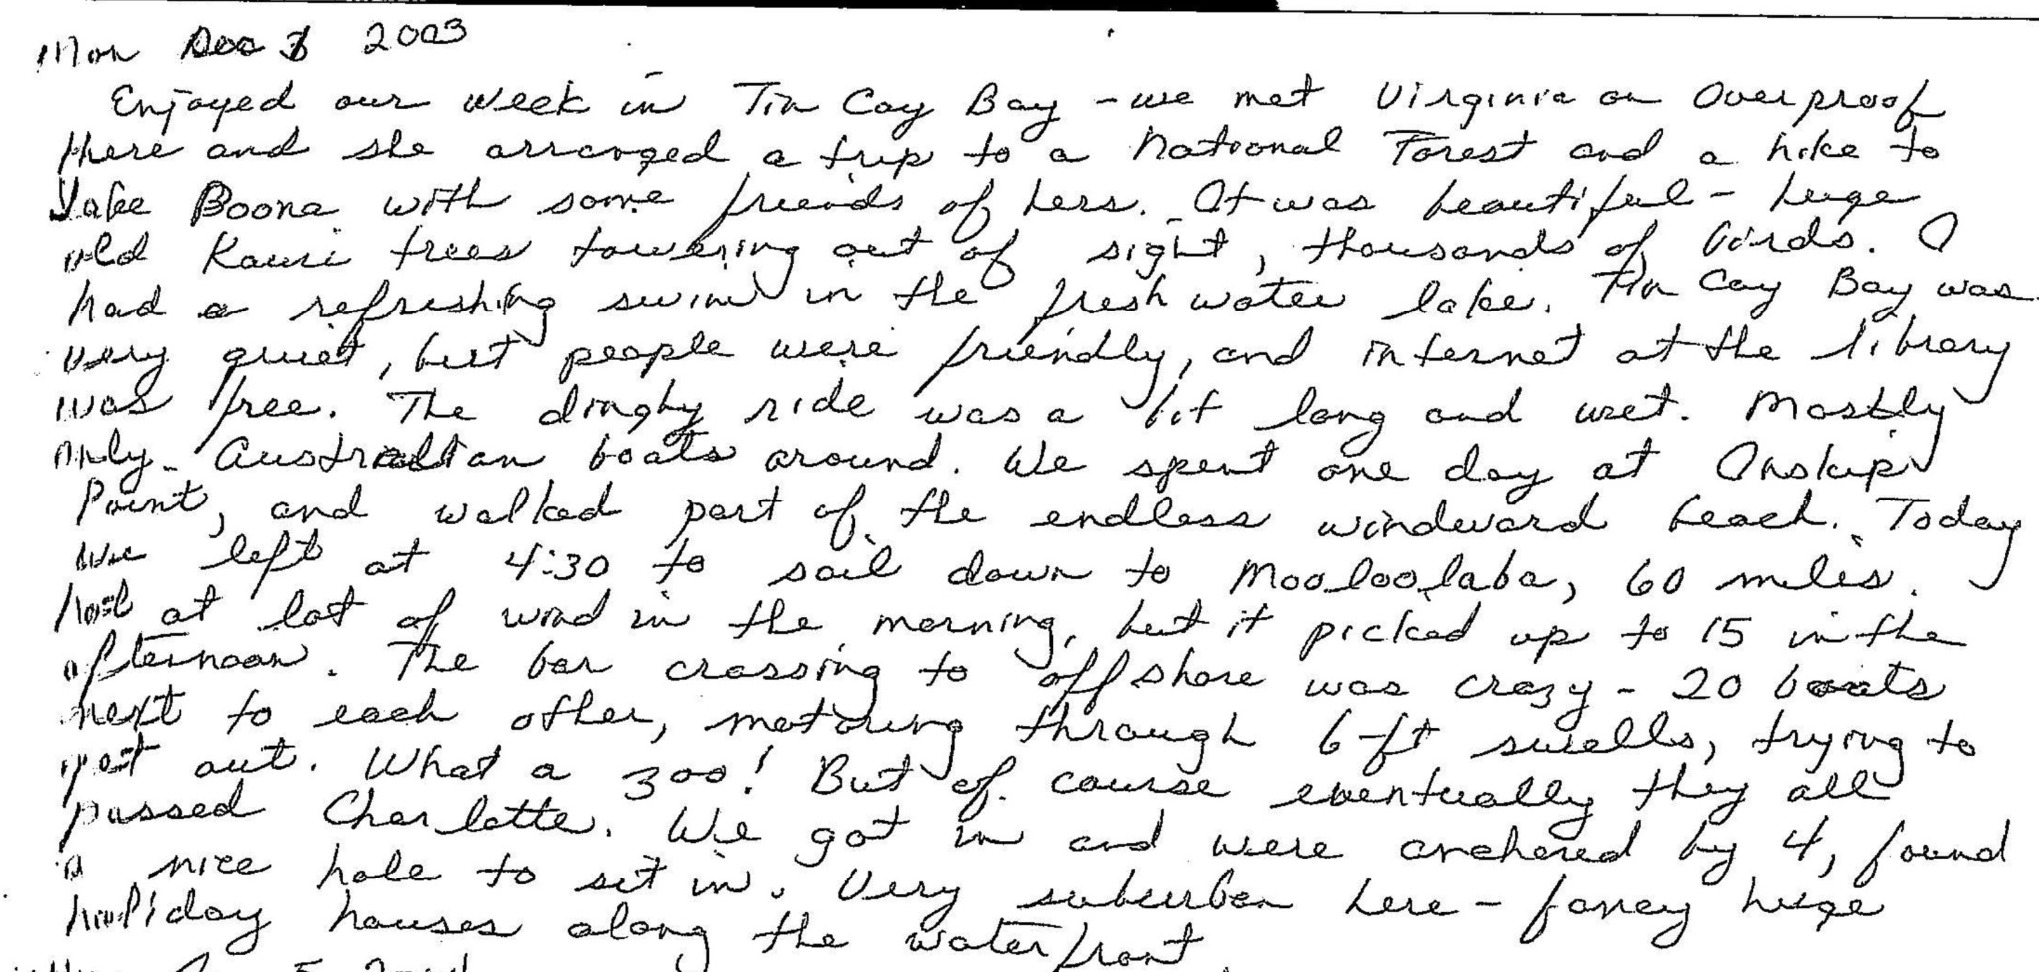 Mon Dec 1 2003
Enjoyed our week in Tin Cay Bay - we met Virginia on Overproof
there and she arranged a trip to a National Forest and a hike to
Lake Boona with some friends of hers. It was beautiful - huge
old Kauri trees towering out of sight, thousands of birds. I
had a refreshing swim in the fresh water lake. Tin Cay Bay was
very quiet, but people were friendly, and internet at the library
was free. The dinghy ride was a bit long and wet. Mostly
only Australian boats around. We spent one day at Inskip
Point, and walked part of the endless windward beach. Today
we left at 4:30 to sail down to Mooloolaba, 60 miles.
Not at lot of wind in the morning, but it picked up to 15 in the
afternoon. The bar crossing to offshore was crazy - 20 boats
next to each other, motoring through 6-ft swells, trying to
get out. What a zoo! But of course eventually they all
passed Charlotte. We got in and were anchored by 4, found
a nice hole to sit in. Very suburban here - fancy huge
holiday houses along the waterfront.